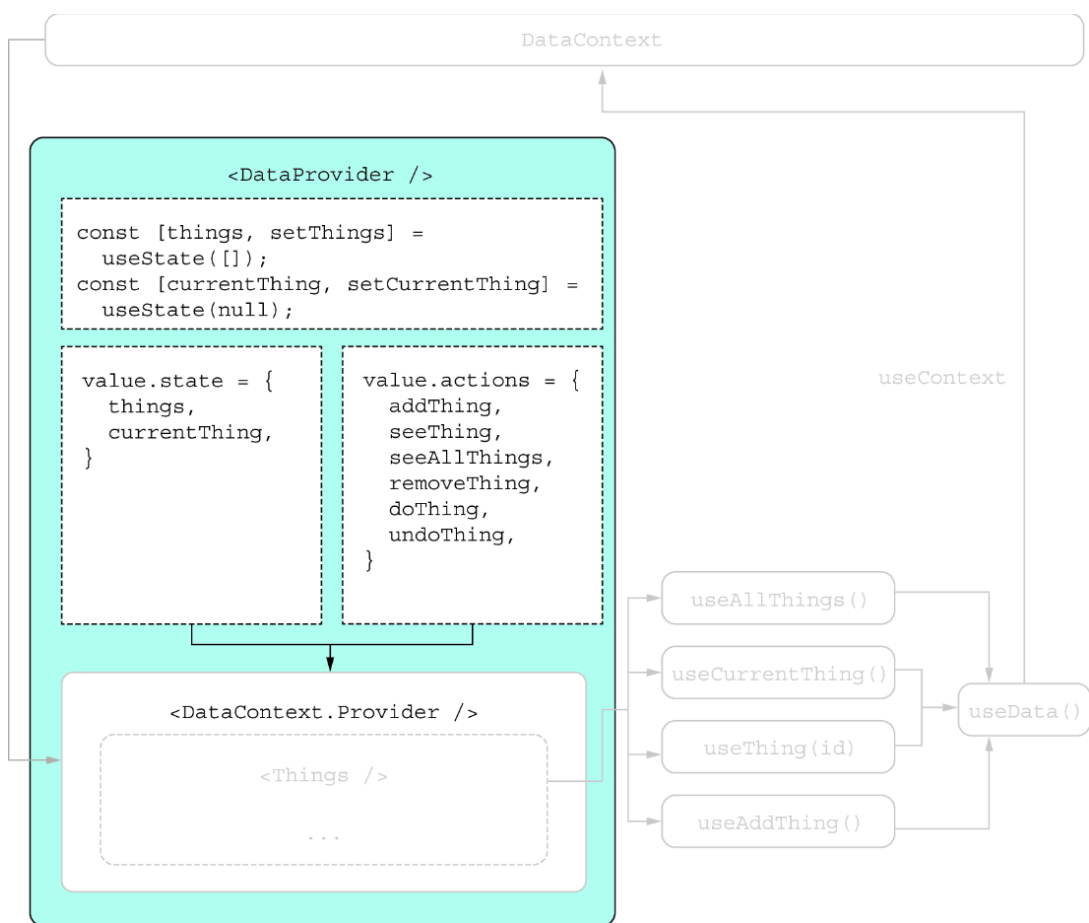 DataContext
<DataProvider />
const [things, setThings] =
useState([]);
const [currentThing, setCurrentThing] =
useState(null);
value.state = {
things,
currentThing,
}
value.actions = {
addThing,
seeThing,
seeAllThings,
removeThing,
doThing,
undoThing,
}
useContext
<DataContext.Provider />
<Things />
...
useAllThings()
useCurrentThing()
useThing(id)
useAddThing()
useData()